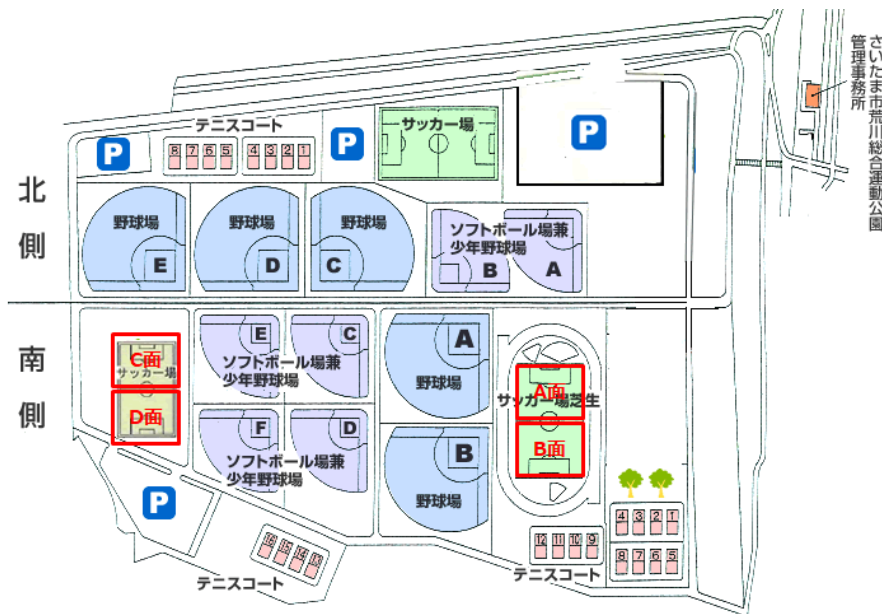 さいたま市荒川総合運動公園
管理事務所
テニスコート
サッカー場
P
P
P
8 7 6 5 4 3 2 1
北側
野球場
野球場
野球場
ソフトボール場兼
少年野球場
E
D
C
B
A
南側
E
C
A
C面
サッカー場
D面
ソフトボール場兼
少年野球場
野球場
A面
サッカー場芝生
B面
F
D
B
ソフトボール場兼
少年野球場
野球場
P
4 3 2 1
16 15 14 13
12 11 10 9
8 7 6 5
テニスコート
テニスコート